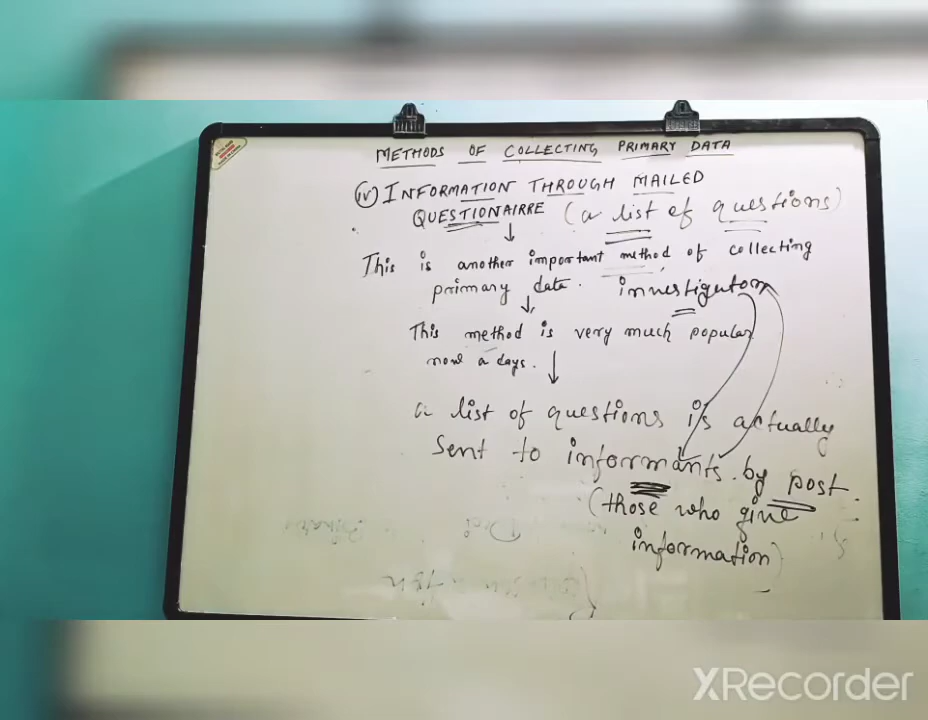 METHODS OF COLLECTING PRIMARY DATA
(iv) INFORMATION THROUGH MAILED
QUESTIONAIRRE (a list of questions)
↓
This is another important method of collecting
primary data. investigator
↓
This method is very much popular
now a days. ↓
a list of questions is actually
sent to informants by post.
(those who give
information)
XRecorder